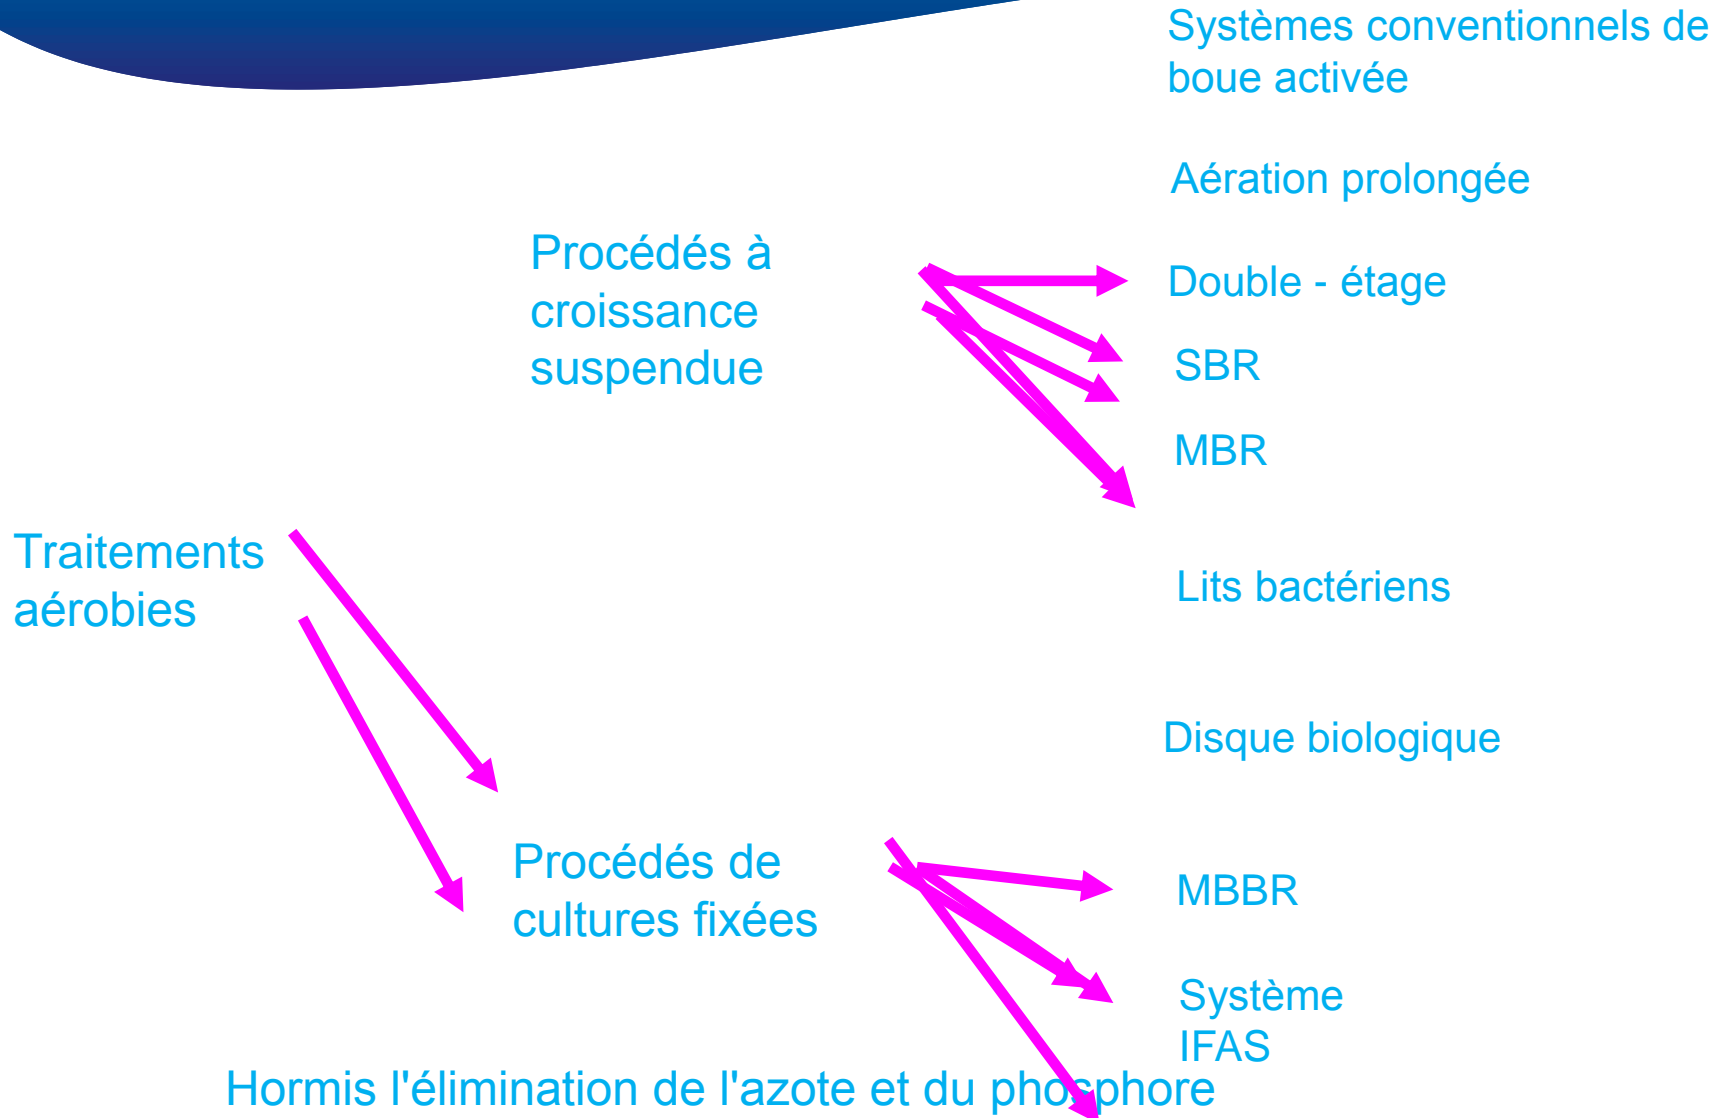 Systèmes conventionnels de
boue activée
Aération prolongée
Procédés à
croissance
suspendue
Double - étage
SBR
MBR
Traitements
aérobies
Lits bactériens
Disque biologique
Procédés de
cultures fixées
MBBR
Système
IFAS
Hormis l'élimination de l'azote et du phosphore